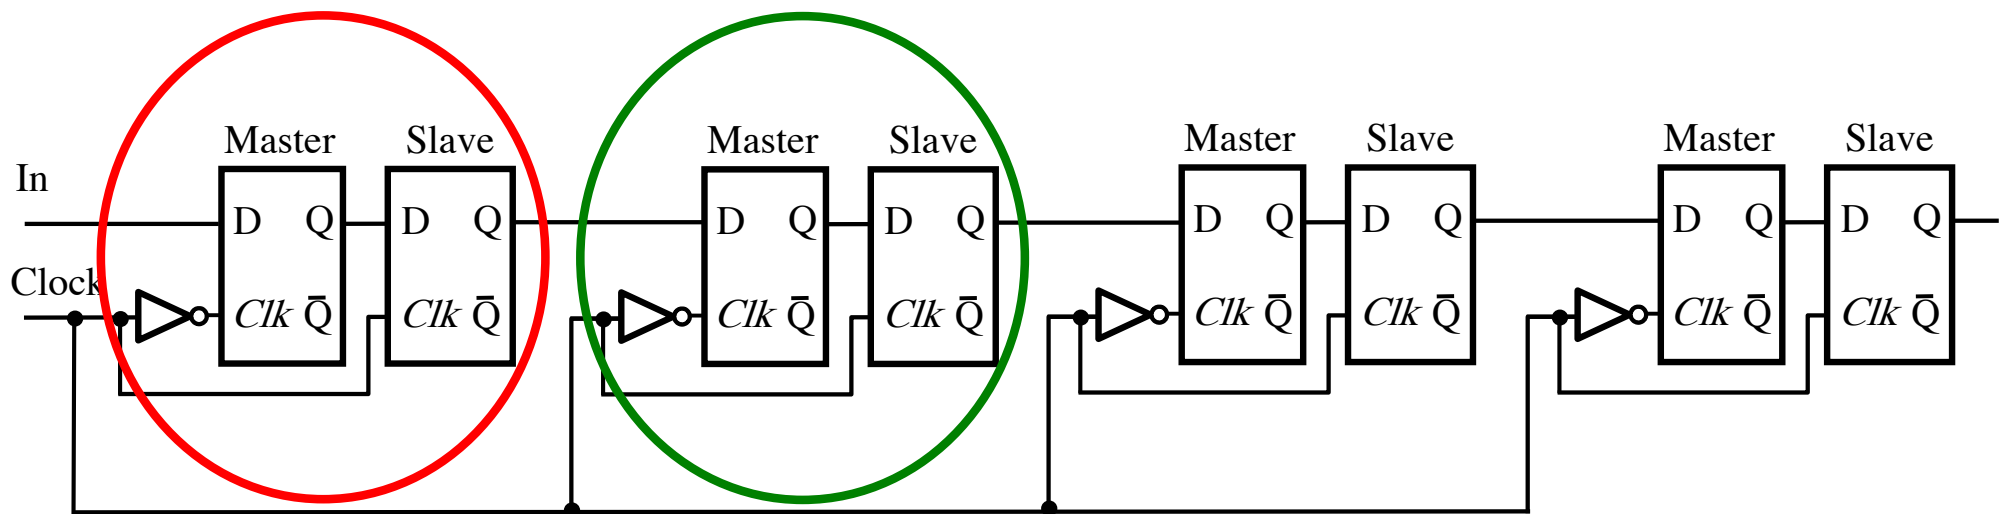 Master Slave Master Slave Master Slave Master Slave
In
D Q D Q D Q D Q D Q D Q D Q D Q
Clock
Clk Q̅ Clk Q̅ Clk Q̅ Clk Q̅ Clk Q̅ Clk Q̅ Clk Q̅ Clk Q̅